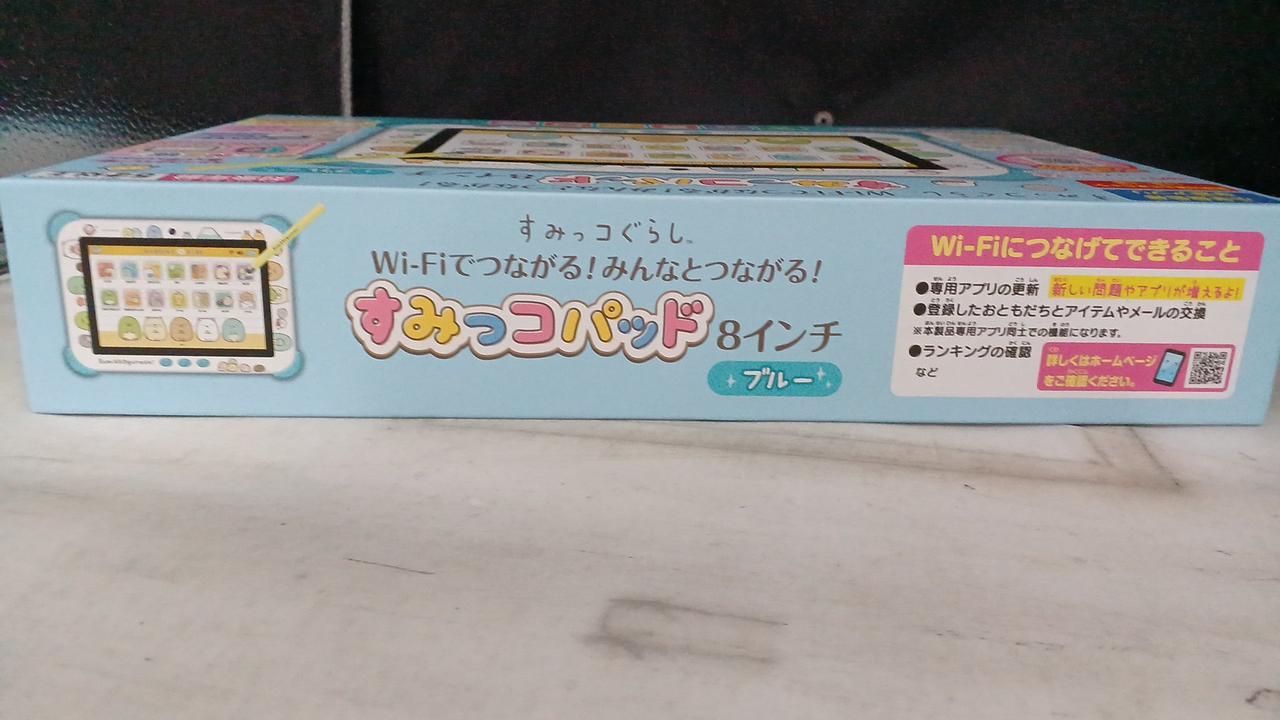 すみっコぐらし™
Wi-Fiでつながる!みんなとつながる!
すみっコパッド 8インチ
ブルー
Wi-Fiにつなげてできること
●専用アプリの更新 新しい問題やアプリが増えるよ!
●登録したおともだちとアイテムやメールの交換
※本製品専用アプリ同士での機能になります。
●ランキングの確認
など
詳しくはホームページ
をご確認ください。